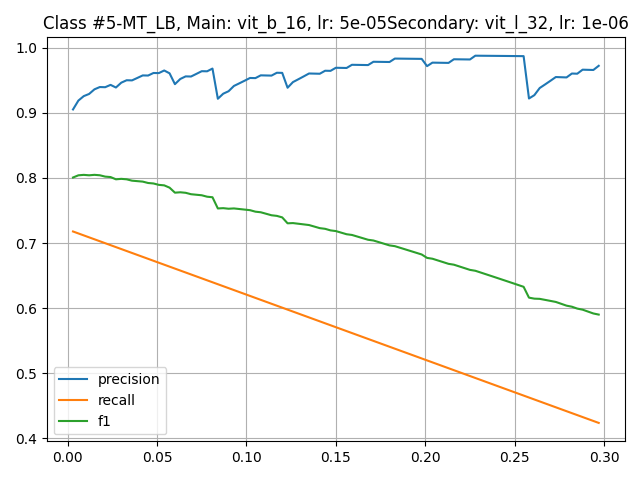 Class #5-MT_LB, Main: vit_b_16, lr: 5e-05Secondary: vit_l_32, lr: 1e-06
1.0
0.9
0.8
0.7
0.6
0.5
0.4
precision
recall
f1
0.00 0.05 0.10 0.15 0.20 0.25 0.30